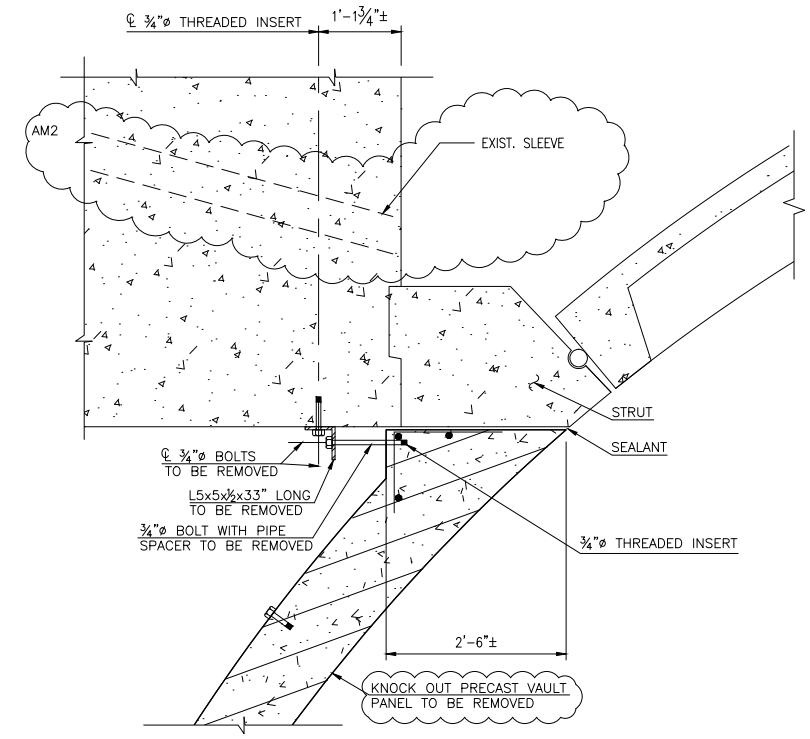 ℄ ¾"ø THREADED INSERT
1'-1¾"±
AM2
EXIST. SLEEVE
STRUT
SEALANT
℄ ¾"ø BOLTS
TO BE REMOVED
L5x5x½x33" LONG
TO BE REMOVED
¾"ø BOLT WITH PIPE
SPACER TO BE REMOVED
¾"ø THREADED INSERT
2'-6"±
KNOCK OUT PRECAST VAULT
PANEL TO BE REMOVED